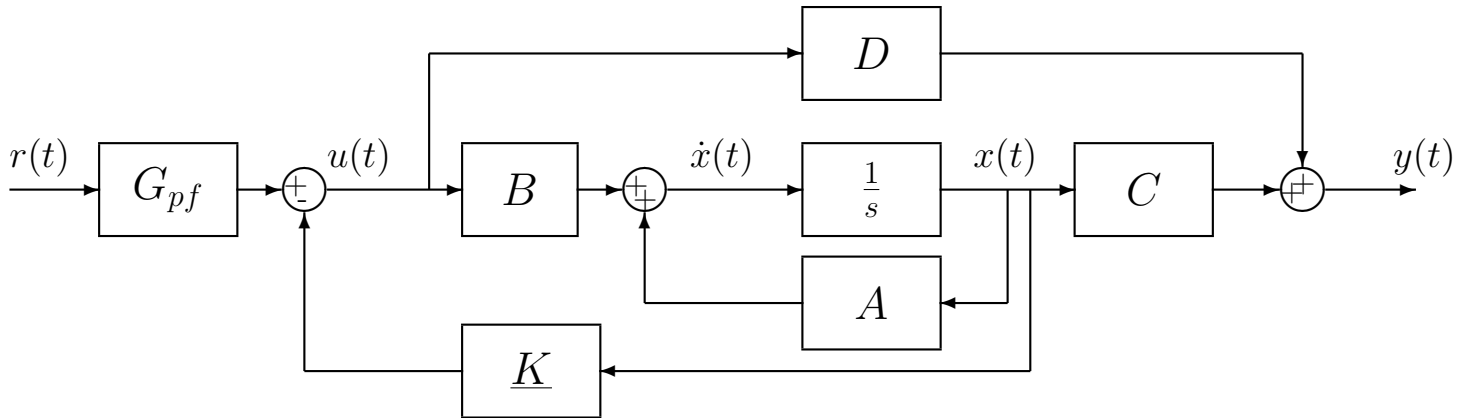 D
r(t)
G_{pf}
+
-
u(t)
B
+
+
ẋ(t)
1/s
x(t)
C
+
+
y(t)
A
K